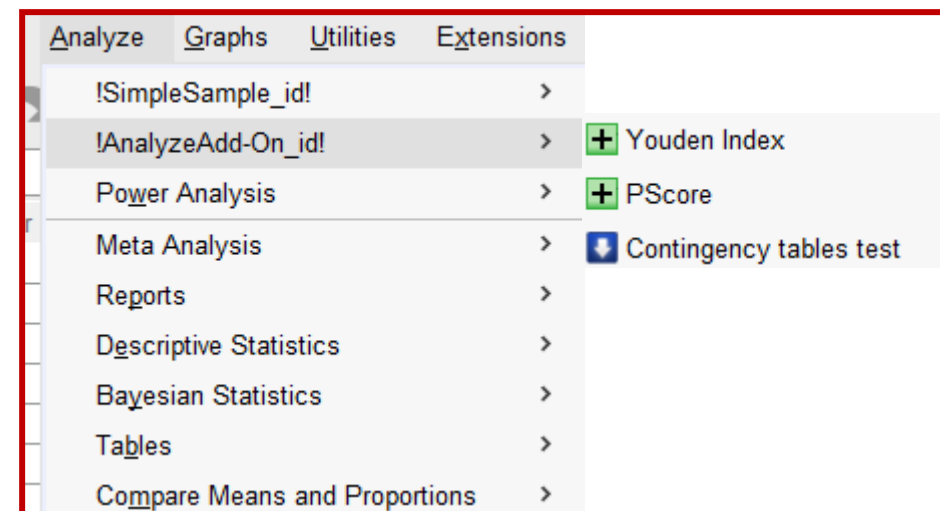 Analyze Graphs Utilities Extensions
!SimpleSample_id!
!AnalyzeAdd-On_id!
Power Analysis
Meta Analysis
Reports
Descriptive Statistics
Bayesian Statistics
Tables
Compare Means and Proportions
Youden Index
PScore
Contingency tables test